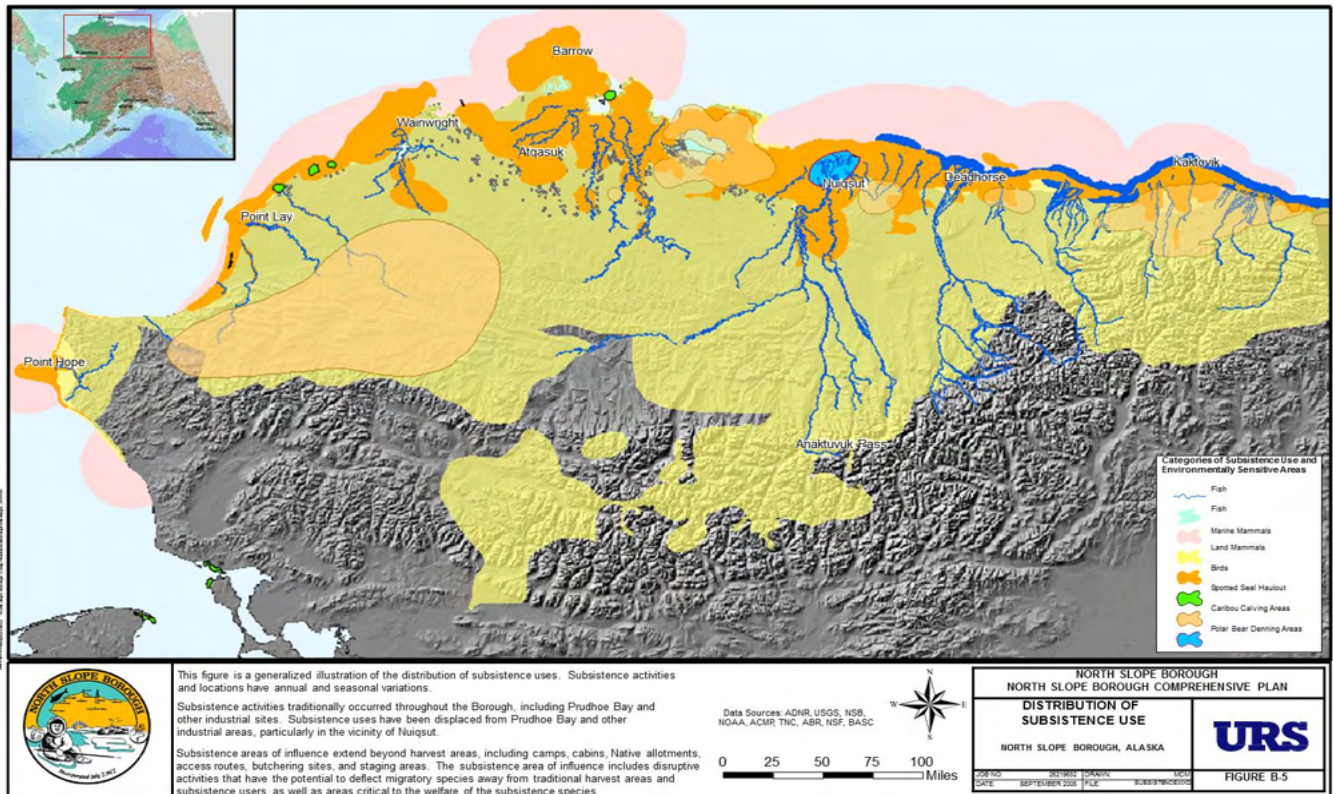 Barrow
Wainwright
Atqasuk
Nuiqsut
Deadhorse
Kaktovik
Point Lay
Point Hope
Anaktuvuk Pass
Categories of Subsistence Use and
Environmentally Sensitive Areas
Fish
Fish
Marine Mammals
Land Mammals
Birds
Spotted Seal Haulout
Caribou Calving Areas
Polar Bear Denning Areas
NORTH SLOPE BOROUGH
Incorporated July 2, 1972
This figure is a generalized illustration of the distribution of subsistence uses. Subsistence activities
and locations have annual and seasonal variations.
Subsistence activities traditionally occurred throughout the Borough, including Prudhoe Bay and
other industrial sites. Subsistence uses have been displaced from Prudhoe Bay and other
industrial areas, particularly in the vicinity of Nuiqsut.
Subsistence areas of influence extend beyond harvest areas, including camps, cabins, Native allotments,
access routes, butchering sites, and staging areas. The subsistence area of influence includes disruptive
activities that have the potential to deflect migratory species away from traditional harvest areas and
subsistence users, as well as areas critical to the welfare of the subsistence species.
Data Sources: ADNR, USGS, NSB,
NOAA, ACMP, TNC, ABR, NSF, BASC
N
W E
S
0 25 50 75 100
Miles
NORTH SLOPE BOROUGH
NORTH SLOPE BOROUGH COMPREHENSIVE PLAN
DISTRIBUTION OF
SUBSISTENCE USE
NORTH SLOPE BOROUGH, ALASKA
URS
JOB NO. DRAWN: MCM
DATE: SEPTEMBER 2005 FILE:
FIGURE B-5